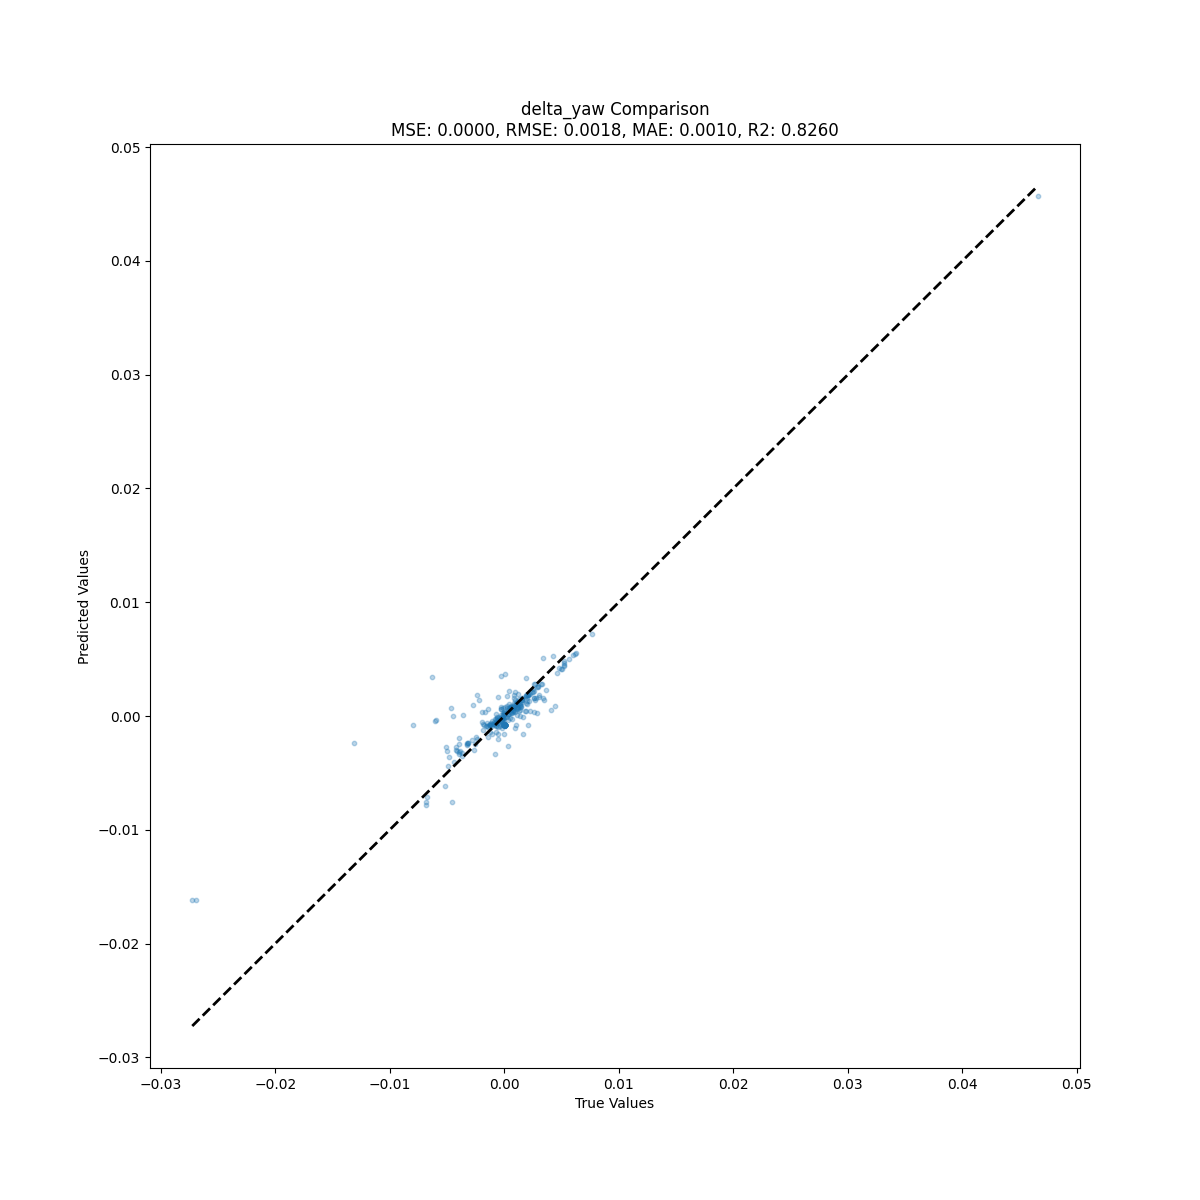 delta_yaw Comparison
MSE: 0.0000, RMSE: 0.0018, MAE: 0.0010, R2: 0.8260
0.05
0.04
0.03
0.02
0.01
0.00
−0.01
−0.02
−0.03
Predicted Values
−0.03 −0.02 −0.01 0.00 0.01 0.02 0.03 0.04 0.05
True Values